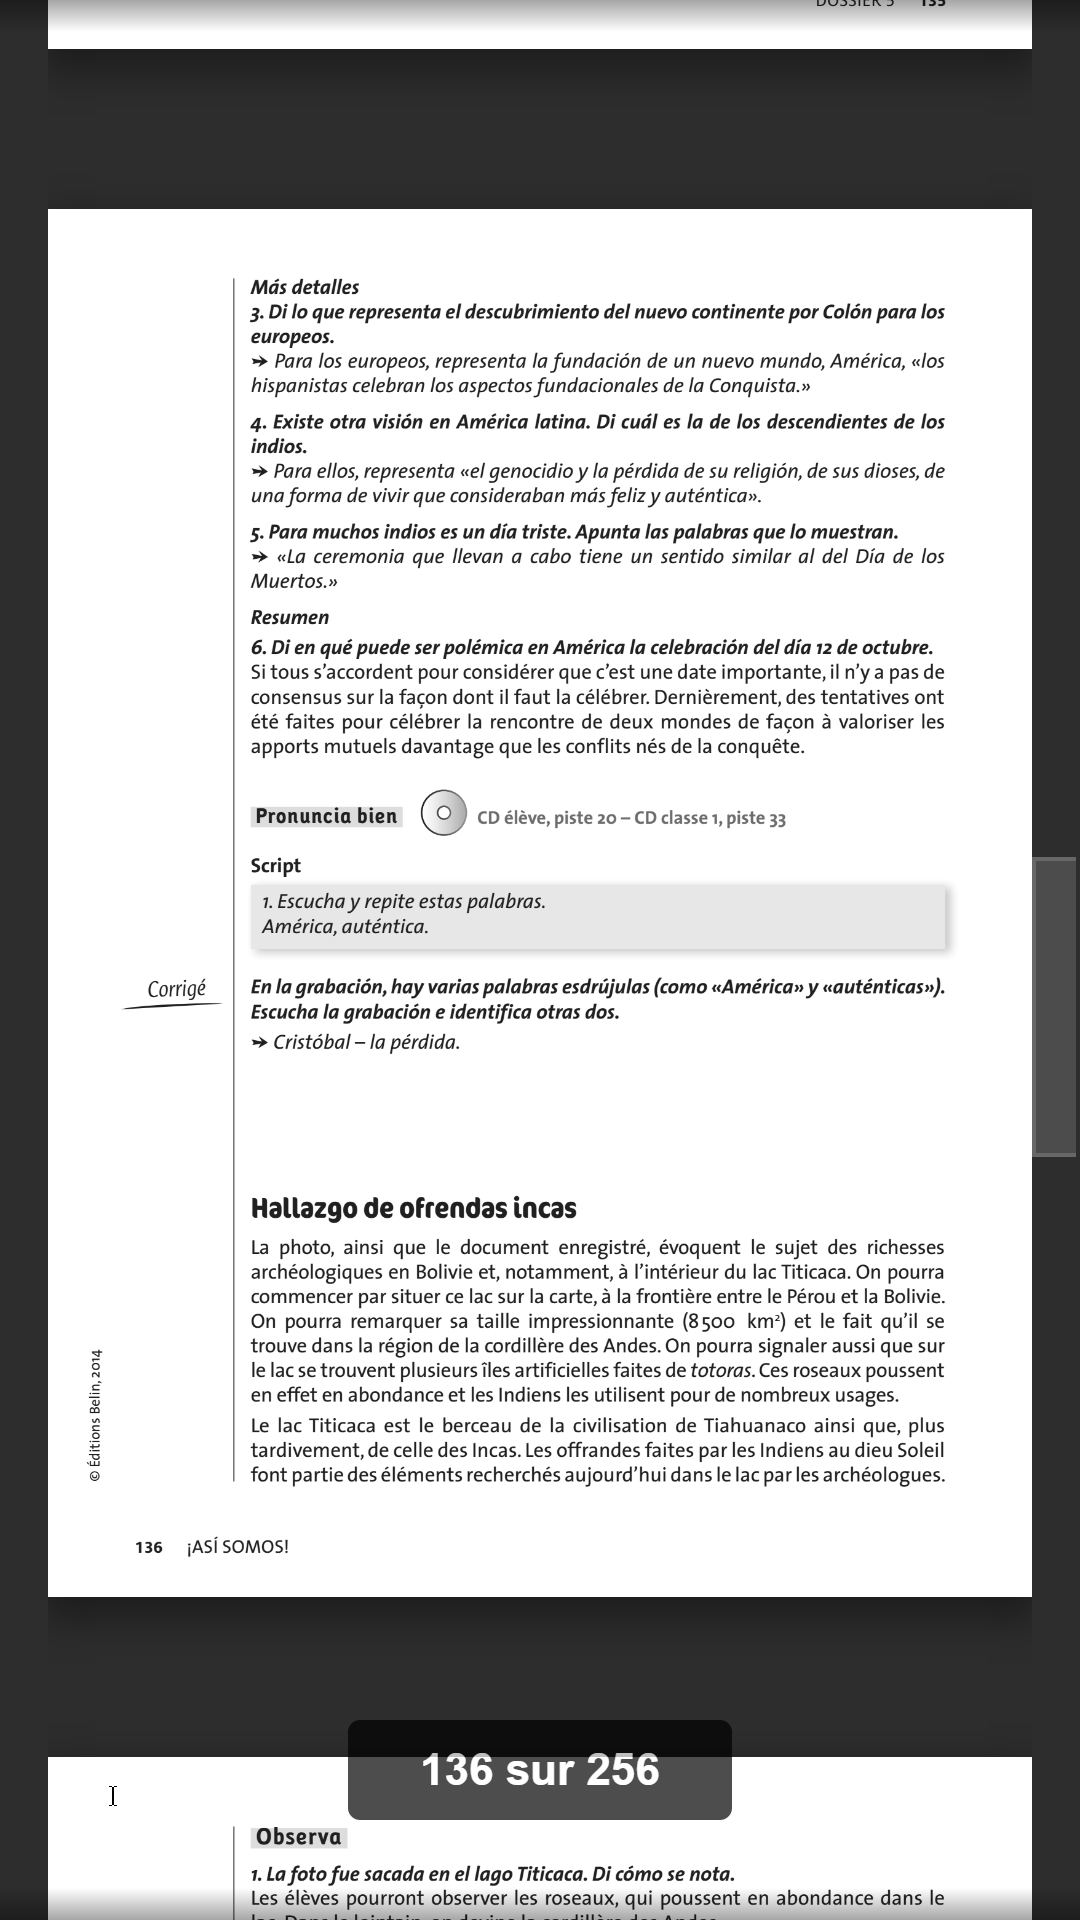 DOSSIER 5 135
Más detalles
3. Di lo que representa el descubrimiento del nuevo continente por Colón para los
europeos.
➻ Para los europeos, representa la fundación de un nuevo mundo, América, «los
hispanistas celebran los aspectos fundacionales de la Conquista.»
4. Existe otra visión en América latina. Di cuál es la de los descendientes de los
indios.
➻ Para ellos, representa «el genocidio y la pérdida de su religión, de sus dioses, de
una forma de vivir que consideraban más feliz y auténtica».
5. Para muchos indios es un día triste. Apunta las palabras que lo muestran.
➻ «La ceremonia que llevan a cabo tiene un sentido similar al del Día de los
Muertos.»
Resumen
6. Di en qué puede ser polémica en América la celebración del día 12 de octubre.
Si tous s’accordent pour considérer que c’est une date importante, il n’y a pas de
consensus sur la façon dont il faut la célébrer. Dernièrement, des tentatives ont
été faites pour célébrer la rencontre de deux mondes de façon à valoriser les
apports mutuels davantage que les conflits nés de la conquête.
Pronuncia bien CD élève, piste 20 – CD classe 1, piste 33
Script
1. Escucha y repite estas palabras.
América, auténtica.
Corrigé
En la grabación, hay varias palabras esdrújulas (como «América» y «auténticas»).
Escucha la grabación e identifica otras dos.
➻ Cristóbal – la pérdida.
Hallazgo de ofrendas incas
La photo, ainsi que le document enregistré, évoquent le sujet des richesses
archéologiques en Bolivie et, notamment, à l’intérieur du lac Titicaca. On pourra
commencer par situer ce lac sur la carte, à la frontière entre le Pérou et la Bolivie.
On pourra remarquer sa taille impressionnante (8 500 km²) et le fait qu’il se
trouve dans la région de la cordillère des Andes. On pourra signaler aussi que sur
le lac se trouvent plusieurs îles artificielles faites de totoras. Ces roseaux poussent
en effet en abondance et les Indiens les utilisent pour de nombreux usages.
Le lac Titicaca est le berceau de la civilisation de Tiahuanaco ainsi que, plus
tardivement, de celle des Incas. Les offrandes faites par les Indiens au dieu Soleil
font partie des éléments recherchés aujourd’hui dans le lac par les archéologues.
© Éditions Belin, 2014
136 ¡ASÍ SOMOS!
136 sur 256
Observa
1. La foto fue sacada en el lago Titicaca. Di cómo se nota.
Les élèves pourront observer les roseaux, qui poussent en abondance dans le
lac. Dans le lointain, on devine la cordillère des Andes.